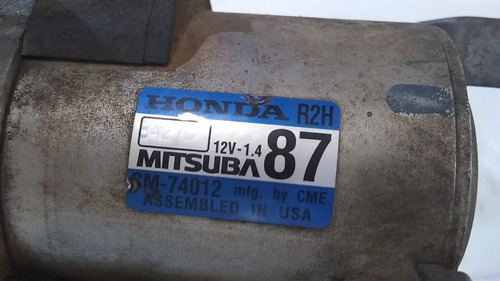 HONDA R2H
12V-1.4 87
MITSUBA
SM-74012 mfg. by CME
ASSEMBLED IN USA